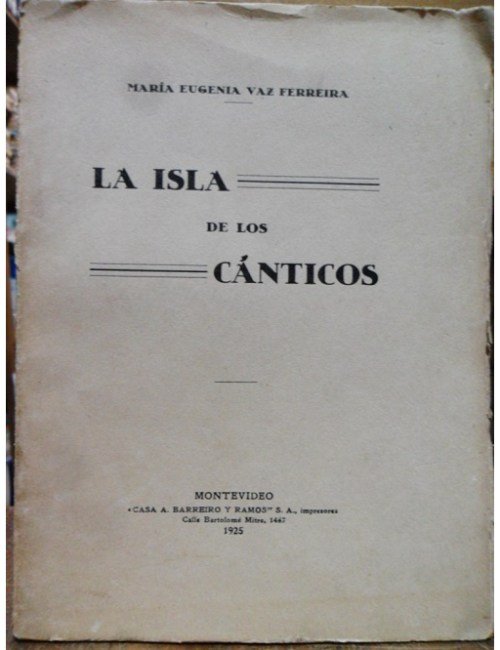 MARÍA EUGENIA VAZ FERREIRA
LA ISLA
DE LOS
CÁNTICOS
MONTEVIDEO
«CASA A. BARREIRO Y RAMOS" S. A., impresores
Calle Bartolomé Mitre, 1467
1925